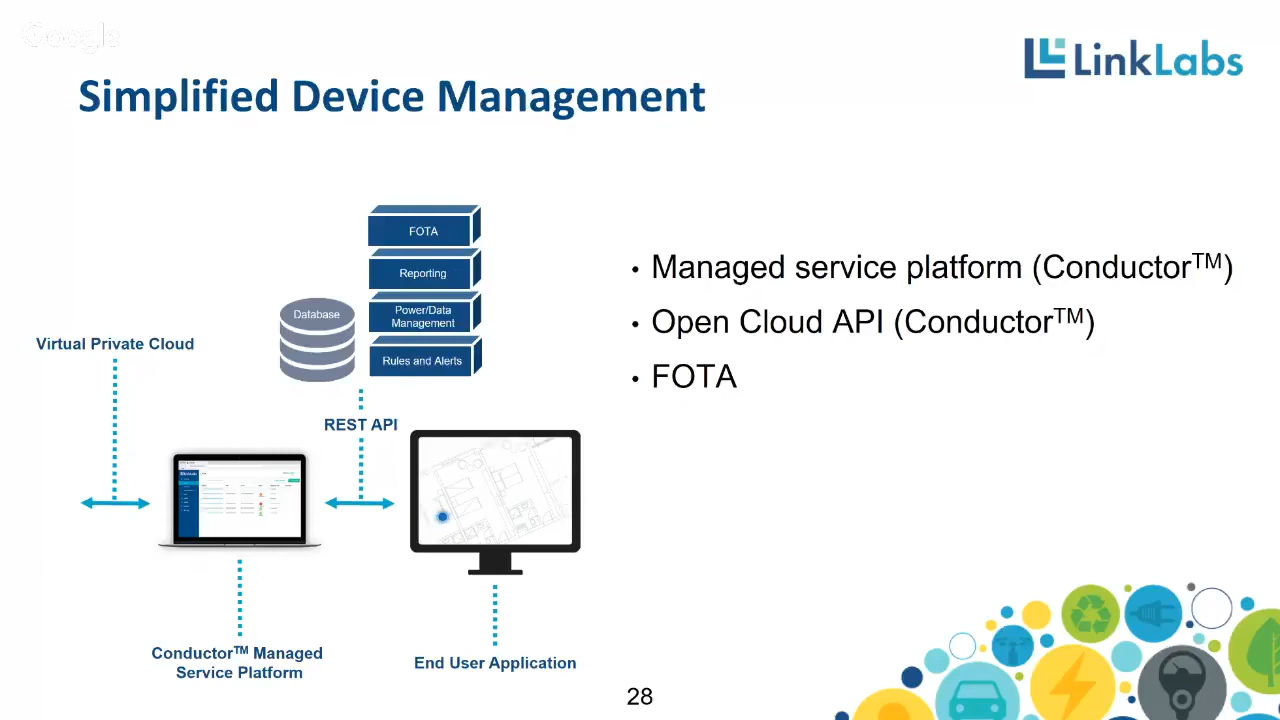 Google
LinkLabs
Simplified Device Management
FOTA
Reporting
Database
Power/Data
Management
Rules and Alerts
Virtual Private Cloud
REST API
Conductor™ Managed
Service Platform
End User Application
• Managed service platform (Conductor™)
• Open Cloud API (Conductor™)
• FOTA
28